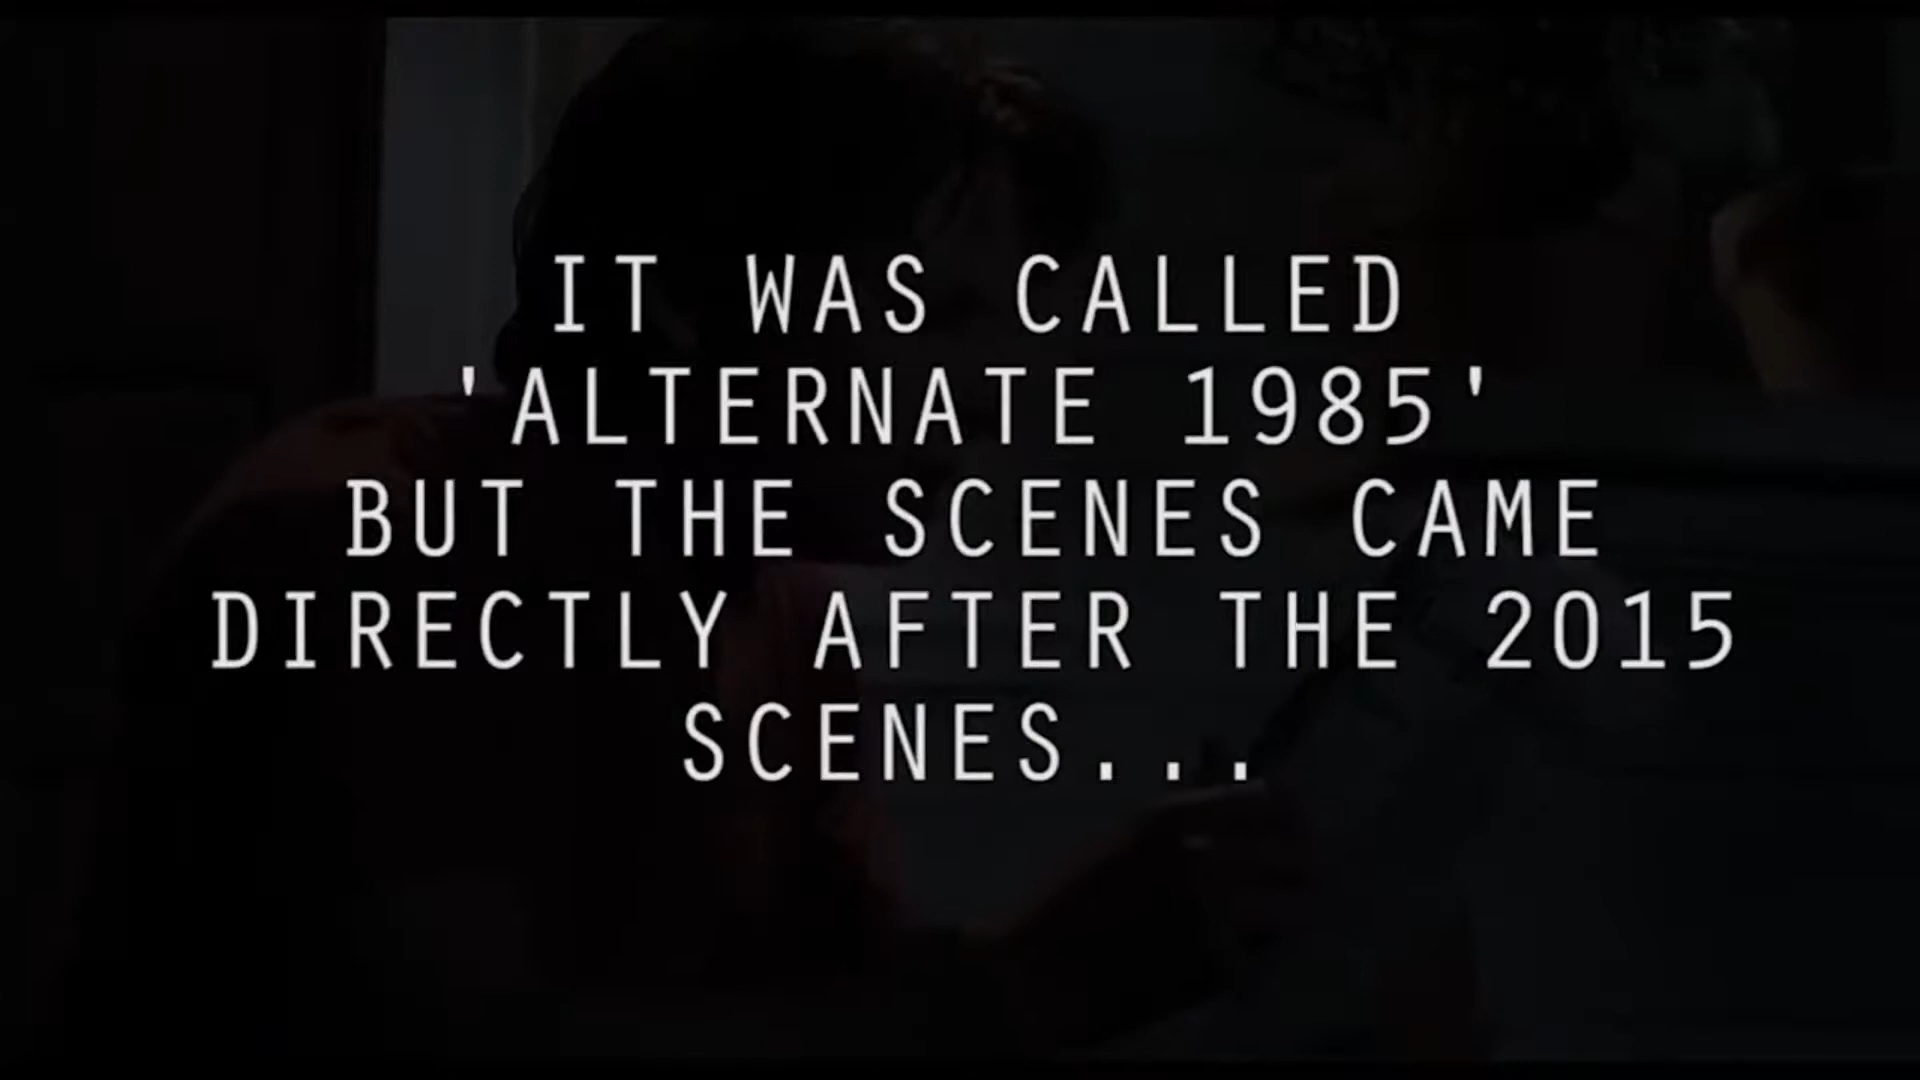 IT WAS CALLED
'ALTERNATE 1985'
BUT THE SCENES CAME
DIRECTLY AFTER THE 2015
SCENES...